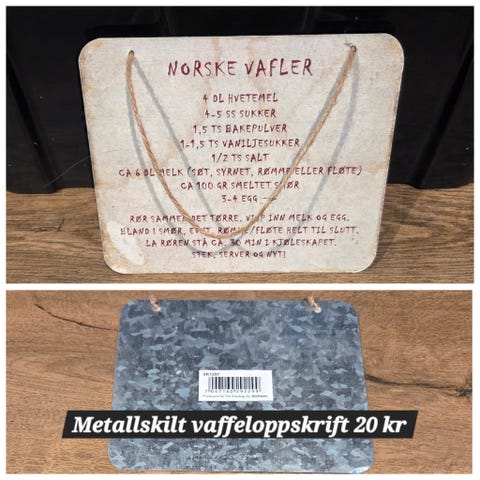 NORSKE VAFLER
4 DL HVETEMEL
4-5 SS SUKKER
1,5 TS BAKEPULVER
1-1,5 TS VANILJESUKKER
1/2 TS SALT
CA 6 DL MELK (SØT, SYRNET, RØMME ELLER FLØTE)
CA 100 GR SMELTET SMØR
3-4 EGG
RØR SAMMEN DET TØRRE, VISP INN MELK OG EGG.
BLAND I SMØR, EVNT. RØMME/FLØTE HELT TIL SLUTT.
LA RØREN STÅ CA. 30 MIN I KJØLESKAPET.
STEK, SERVER OG NYT!
Metallskilt vaffeloppskrift 20 kr